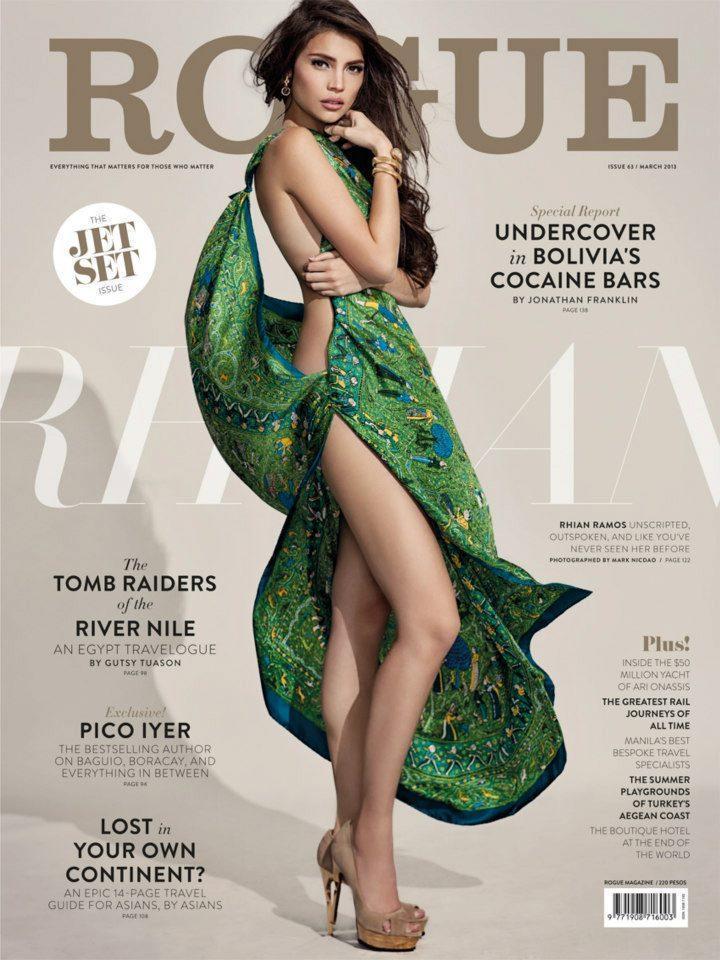 ROGUE
EVERYTHING THAT MATTERS FOR THOSE WHO MATTER
ISSUE 63 / MARCH 2013
THE
JET
SET
ISSUE
Special Report
UNDERCOVER
in BOLIVIA'S
COCAINE BARS
BY JONATHAN FRANKLIN
PAGE 138
RHIAN
RHIAN RAMOS UNSCRIPTED,
OUTSPOKEN, AND LIKE YOU'VE
NEVER SEEN HER BEFORE
PHOTOGRAPHED BY MARK NICDAO / PAGE 122
The
TOMB RAIDERS
of the
RIVER NILE
AN EGYPT TRAVELOGUE
BY GUTSY TUASON
PAGE 98
Exclusive!
PICO IYER
THE BESTSELLING AUTHOR
ON BAGUIO, BORACAY, AND
EVERYTHING IN BETWEEN
PAGE 94
LOST in
YOUR OWN
CONTINENT?
AN EPIC 14-PAGE TRAVEL
GUIDE FOR ASIANS, BY ASIANS
PAGE 108
Plus!
INSIDE THE $50
MILLION YACHT
OF ARI ONASSIS
THE GREATEST RAIL
JOURNEYS OF
ALL TIME
MANILA'S BEST
BESPOKE TRAVEL
SPECIALISTS
THE SUMMER
PLAYGROUNDS
OF TURKEY'S
AEGEAN COAST
THE BOUTIQUE HOTEL
AT THE END OF
THE WORLD
ROGUE MAGAZINE / 220 PESOS
9 771908 716003